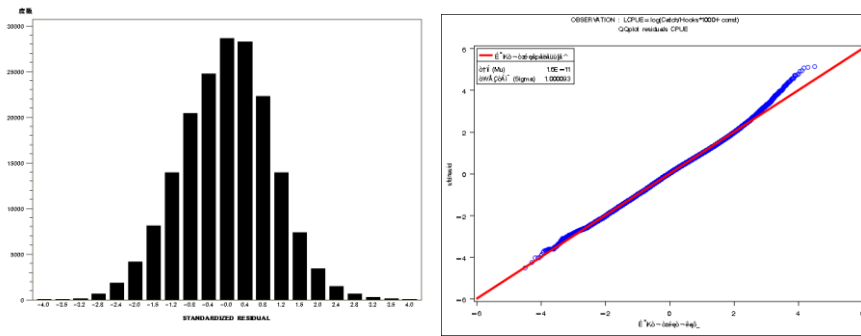 度数
30000
25000
20000
15000
10000
5000
0
-4.0 -3.6 -3.2 -2.8 -2.4 -2.0 -1.6 -1.2 -0.8 -0.4 -0.0 0.4 0.8 1.2 1.6 2.0 2.4 2.8 3.2 3.6 4.0
STANDARDIZED RESIDUAL
OBSERVATION : LCPUE=log(Catch/Hooks*1000+ const)
QQplot residuals CPUE
(Mu) 1.6E-11
(Sigma) 1.000093
6
4
2
0
-2
-4
-6
-6 -4 -2 0 2 4 6